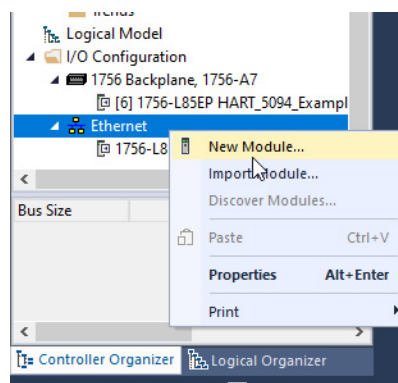 Trends
Logical Model
I/O Configuration
1756 Backplane, 1756-A7
[6] 1756-L85EP HART_5094_Exampl
Ethernet
1756-L8
New Module...
Import Module...
Discover Modules...
Bus Size
Paste Ctrl+V
Properties Alt+Enter
Print
Controller Organizer Logical Organizer